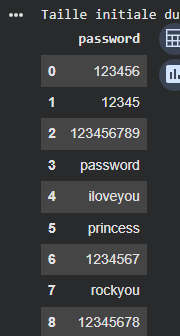 Taille initiale du
password
0 123456
1 12345
2 123456789
3 password
4 iloveyou
5 princess
6 1234567
7 rockyou
8 12345678